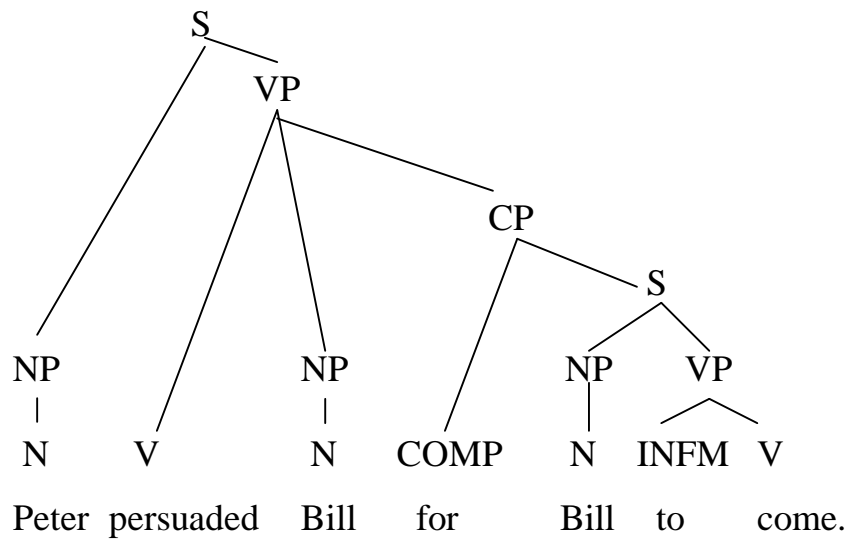 S
VP
CP
S
NP NP NP VP
N V N COMP N INFM V
Peter persuaded Bill for Bill to come.